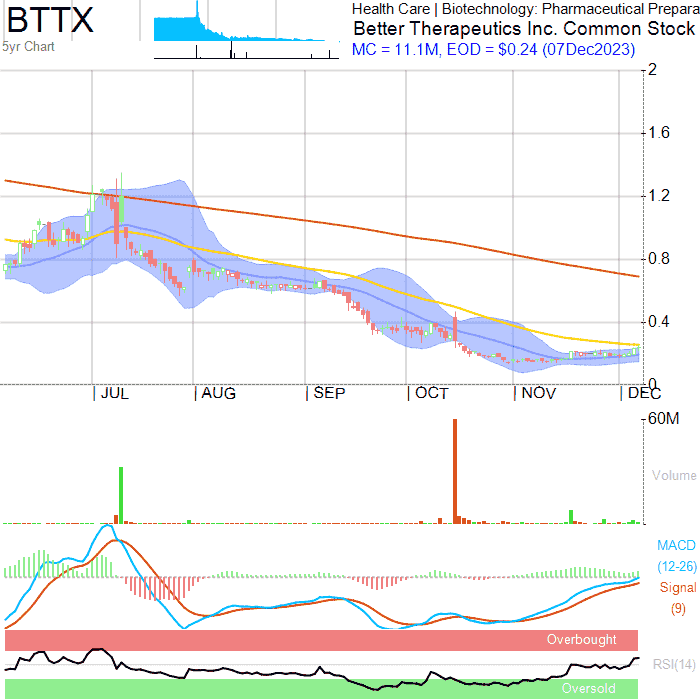 BTTX
5yr Chart
Health Care | Biotechnology: Pharmaceutical Prepara
Better Therapeutics Inc. Common Stock
MC = 11.1M, EOD = $0.24 (07Dec2023)
2
1.6
1.2
0.8
0.4
0
JUL
AUG
SEP
OCT
NOV
DEC
60M
Volume
MACD
(12-26)
Signal
(9)
Overbought
RSI(14)
Oversold